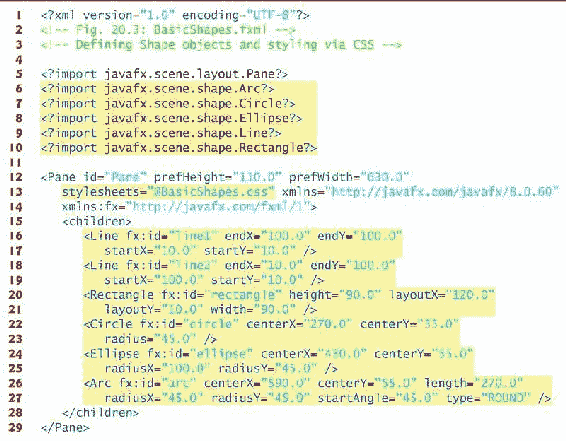 1 <?xml version="1.0" encoding="UTF-8"?>
2 <!-- Fig. 20.3: BasicShapes.fxml -->
3 <!-- Defining Shape objects and styling via CSS -->
4
5 <?import javafx.scene.layout.Pane?>
6 <?import javafx.scene.shape.Arc?>
7 <?import javafx.scene.shape.Circle?>
8 <?import javafx.scene.shape.Ellipse?>
9 <?import javafx.scene.shape.Line?>
10 <?import javafx.scene.shape.Rectangle?>
11
12 <Pane id="Pane" prefHeight="110.0" prefWidth="630.0"
13 stylesheets="@BasicShapes.css" xmlns="http://javafx.com/javafx/8.0.60"
14 xmlns:fx="http://javafx.com/fxml/1">
15 <children>
16 <Line fx:id="line1" endX="100.0" endY="100.0"
17 startX="10.0" startY="10.0" />
18 <Line fx:id="line2" endX="10.0" endY="100.0"
19 startX="100.0" startY="10.0" />
20 <Rectangle fx:id="rectangle" height="90.0" layoutX="120.0"
21 layoutY="10.0" width="90.0" />
22 <Circle fx:id="circle" centerX="270.0" centerY="55.0"
23 radius="45.0" />
24 <Ellipse fx:id="ellipse" centerX="430.0" centerY="55.0"
25 radiusX="100.0" radiusY="45.0" />
26 <Arc fx:id="arc" centerX="590.0" centerY="55.0" length="270.0"
27 radiusX="45.0" radiusY="45.0" startAngle="45.0" type="ROUND" />
28 </children>
29 </Pane>